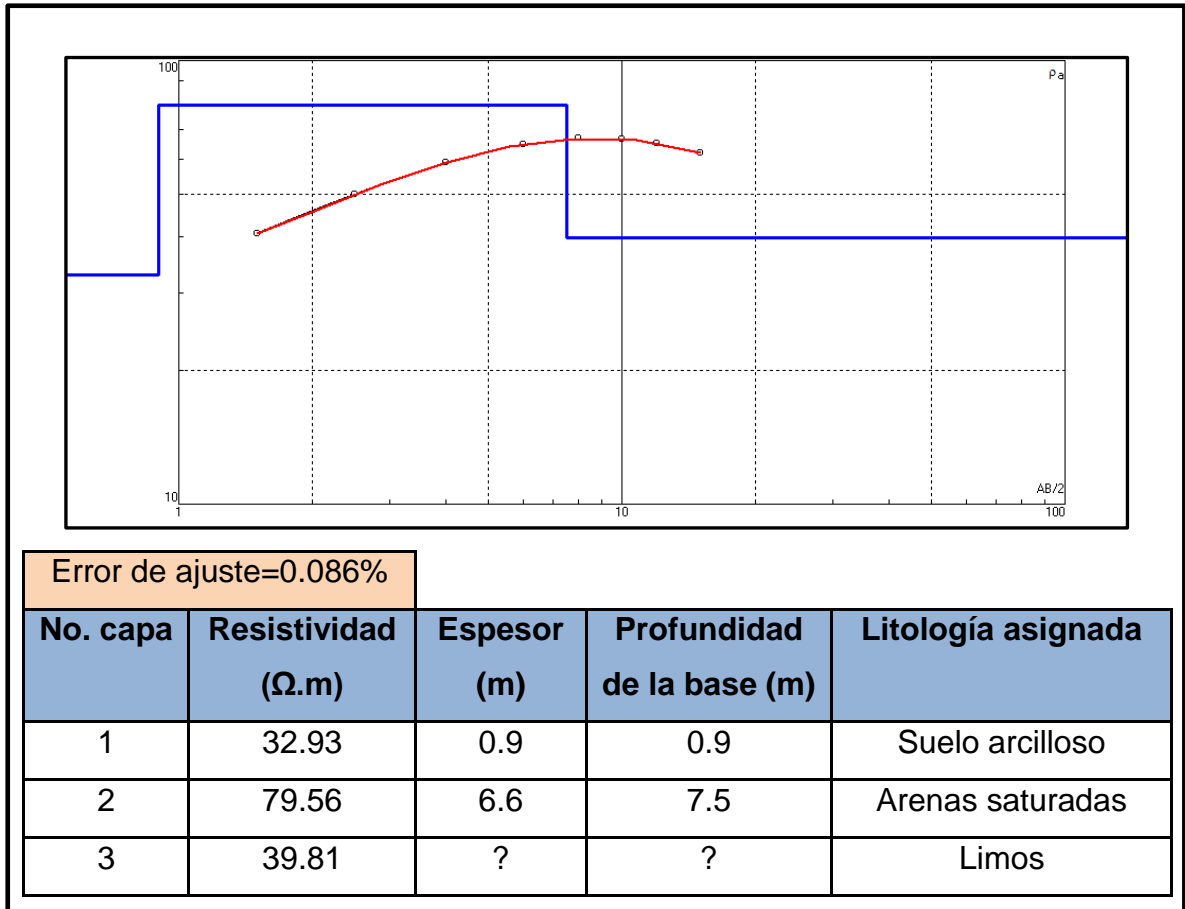 100
ρa
10
AB/2
1
10
100
Error de ajuste=0.086%
No. capa Resistividad (Ω.m) Espesor (m) Profundidad de la base (m) Litología asignada
1 32.93 0.9 0.9 Suelo arcilloso
2 79.56 6.6 7.5 Arenas saturadas
3 39.81 ? ? Limos